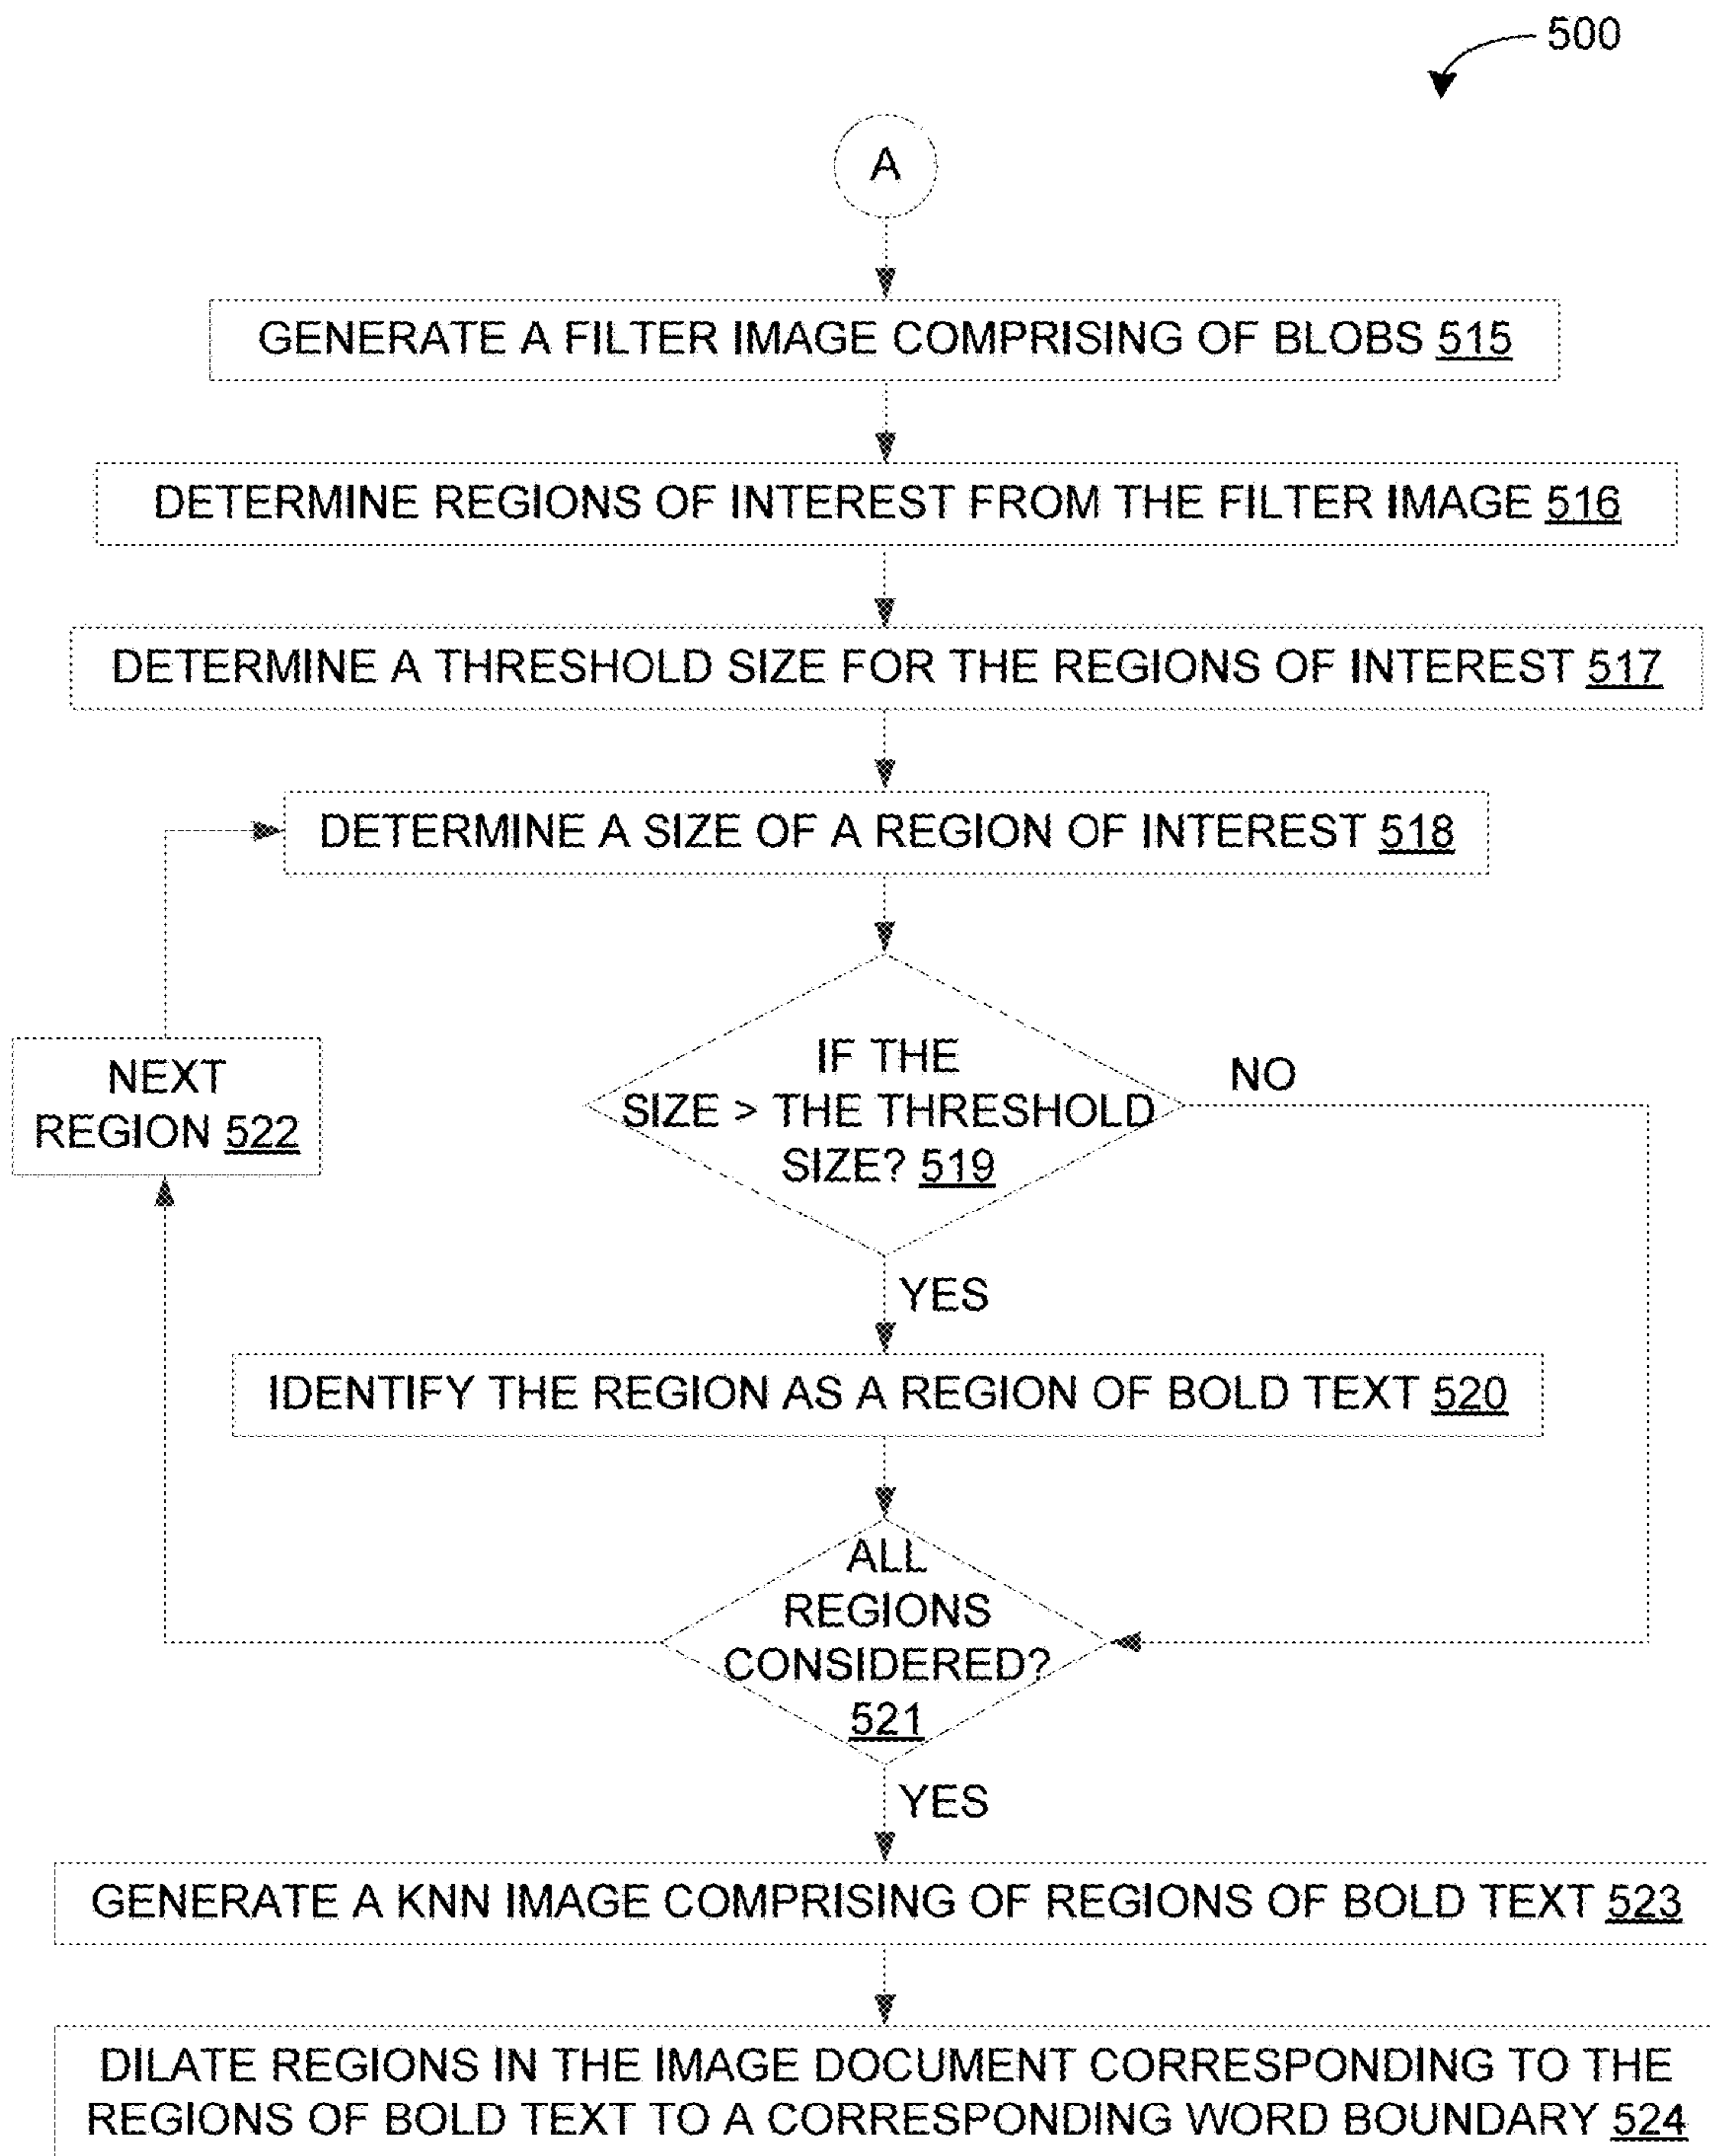 500
A
GENERATE A FILTER IMAGE COMPRISING OF BLOBS 515
DETERMINE REGIONS OF INTEREST FROM THE FILTER IMAGE 516
DETERMINE A THRESHOLD SIZE FOR THE REGIONS OF INTEREST 517
DETERMINE A SIZE OF A REGION OF INTEREST 518
IF THE
SIZE > THE THRESHOLD
SIZE? 519
NO
NEXT
REGION 522
YES
IDENTIFY THE REGION AS A REGION OF BOLD TEXT 520
ALL
REGIONS
CONSIDERED?
521
YES
GENERATE A KNN IMAGE COMPRISING OF REGIONS OF BOLD TEXT 523
DILATE REGIONS IN THE IMAGE DOCUMENT CORRESPONDING TO THE
REGIONS OF BOLD TEXT TO A CORRESPONDING WORD BOUNDARY 524